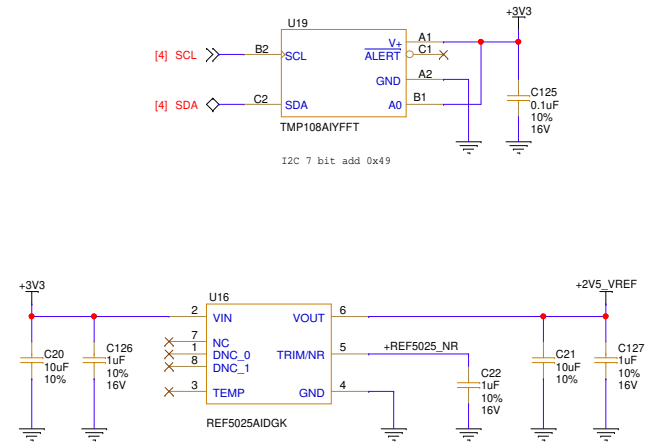 +3V3
U19
[4] SCL
B2
SCL
V+
A1
ALERT
C1
GND
A2
[4] SDA
C2
SDA
A0
B1
C125
0.1uF
10%
16V
TMP108AIYFFT
I2C 7 bit add 0x49
+3V3
U16
+2V5_VREF
2
VIN
VOUT
6
7
NC
1
DNC_0
8
DNC_1
TRIM/NR
5
+REF5025_NR
3
TEMP
GND
4
C20
10uF
10%
C126
1uF
10%
16V
C22
1uF
10%
16V
C21
10uF
10%
C127
1uF
10%
16V
REF5025AIDGK